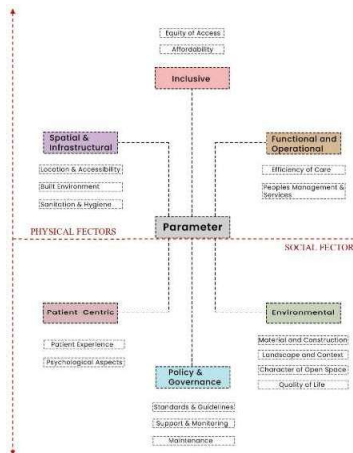 Equity of Access
Affordability
Inclusive
Spatial &
Infrastructural
Functional and
Operational
Location & Accessibility
Built Environment
Sanitation & Hygiene
Efficiency of Care
Peoples Management &
Services
Parameter
PHYSICAL FECTORS
SOCIAL FECTOR
Patient-Centric
Environmental
Patient Experience
Psychological Aspects
Material and Construction
Landscape and Context
Character of Open Space
Quality of Life
Policy &
Governance
Standards & Guidelines
Support & Monitoring
Maintenance